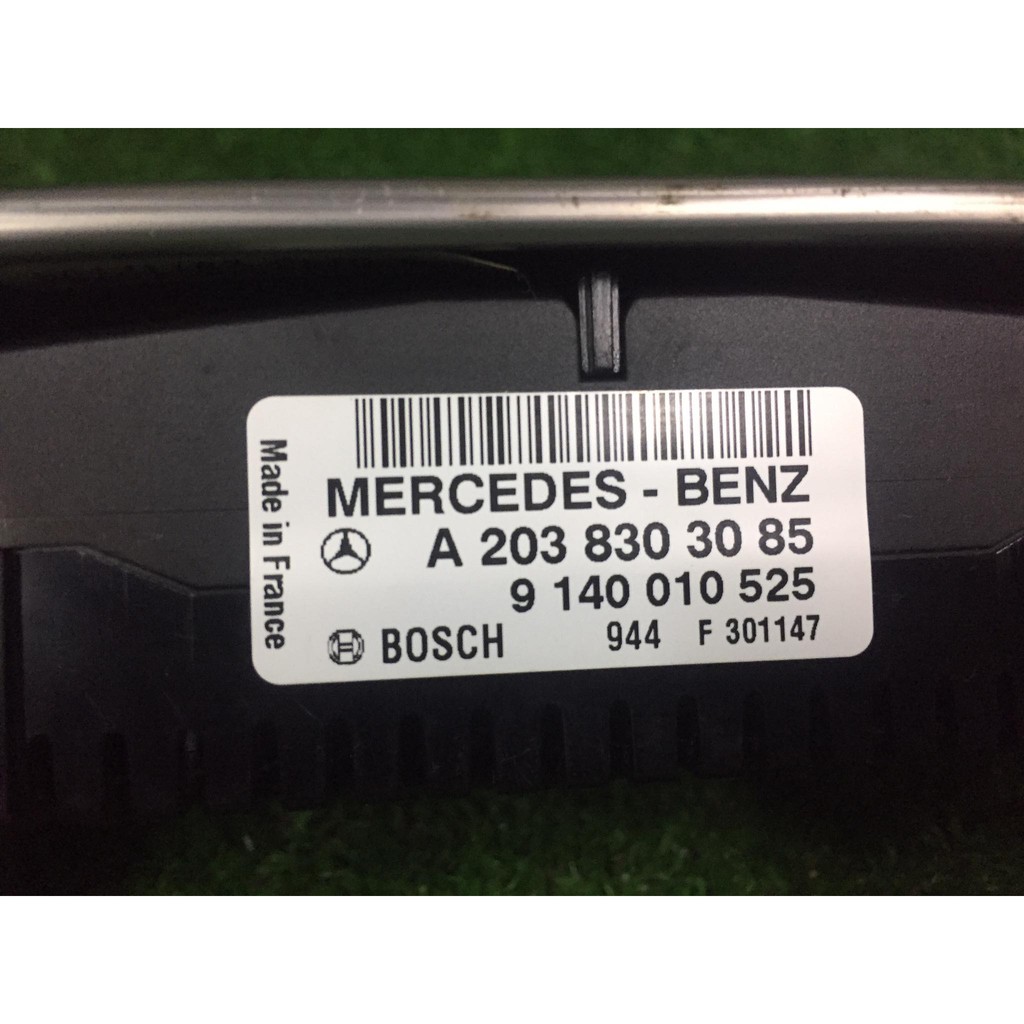 Made in France
MERCEDES - BENZ
A 203 830 30 85
9 140 010 525
BOSCH 944 F 301147